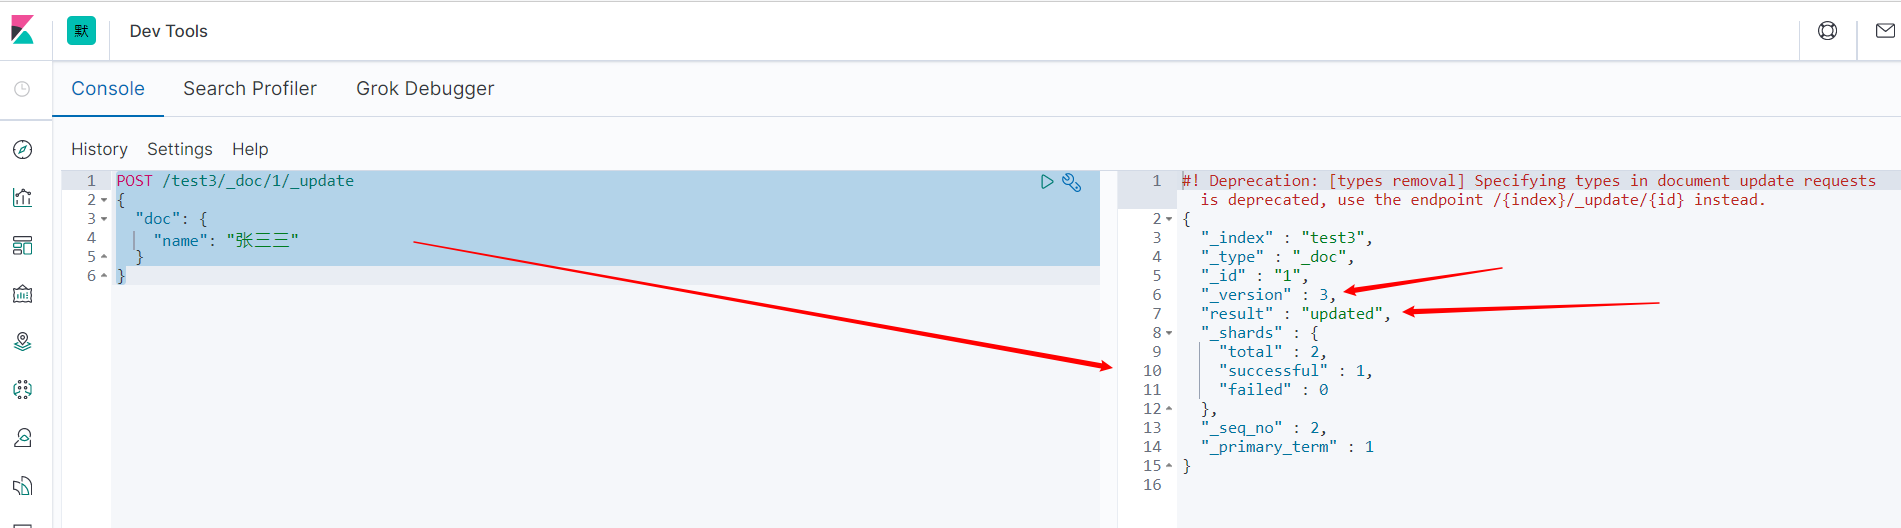 默
Dev Tools
Console Search Profiler Grok Debugger
History Settings Help
1 POST /test3/_doc/1/_update
2 {
3 "doc": {
4 "name": "张三三"
5 }
6 }
1 #! Deprecation: [types removal] Specifying types in document update requests
is deprecated, use the endpoint /{index}/_update/{id} instead.
2 {
3 "_index" : "test3",
4 "_type" : "_doc",
5 "_id" : "1",
6 "_version" : 3,
7 "result" : "updated",
8 "_shards" : {
9 "total" : 2,
10 "successful" : 1,
11 "failed" : 0
12 },
13 "_seq_no" : 2,
14 "_primary_term" : 1
15 }
16